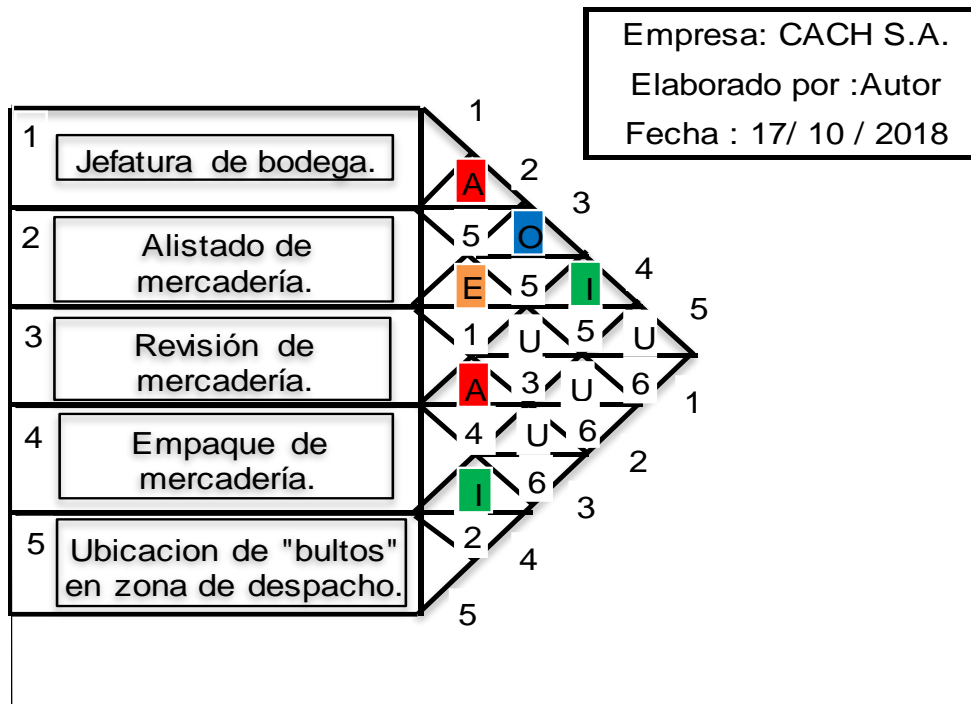 Empresa: CACH S.A.
Elaborado por :Autor
Fecha : 17/ 10 / 2018
1
1
Jefatura de bodega.
A
2
3
2
Alistado de
mercadería.
5
O
E
5
I
4
5
3
Revisión de
mercadería.
1
U
5
U
A
3
U
6
1
4
Empaque de
mercadería.
4
U
6
2
I
6
3
5
Ubicacion de "bultos"
en zona de despacho.
2
4
5